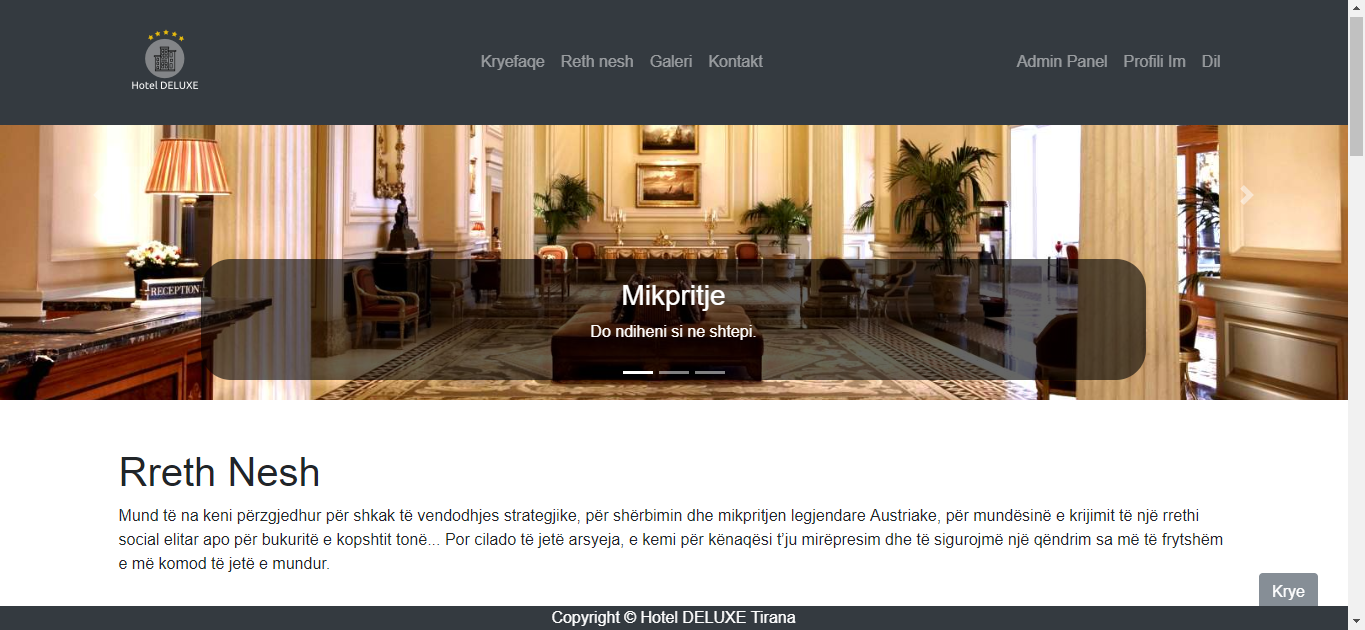 Hotel DELUXE
Kryefaqe Reth nesh Galeri Kontakt
Admin Panel Profili Im Dil
RECEPTION
Mikpritje
Do ndiheni si ne shtepi.
Rreth Nesh
Mund të na keni përzgjedhur për shkak të vendodhjes strategjike, për shërbimin dhe mikpritjen legjendare Austriake, për mundësinë e krijimit të një rrethi
social elitar apo për bukuritë e kopshtit tonë... Por cilado të jetë arsyeja, e kemi për kënaqësi t’ju mirëpresim dhe të sigurojmë një qëndrim sa më të frytshëm
e më komod të jetë e mundur.
Krye
Copyright © Hotel DELUXE Tirana